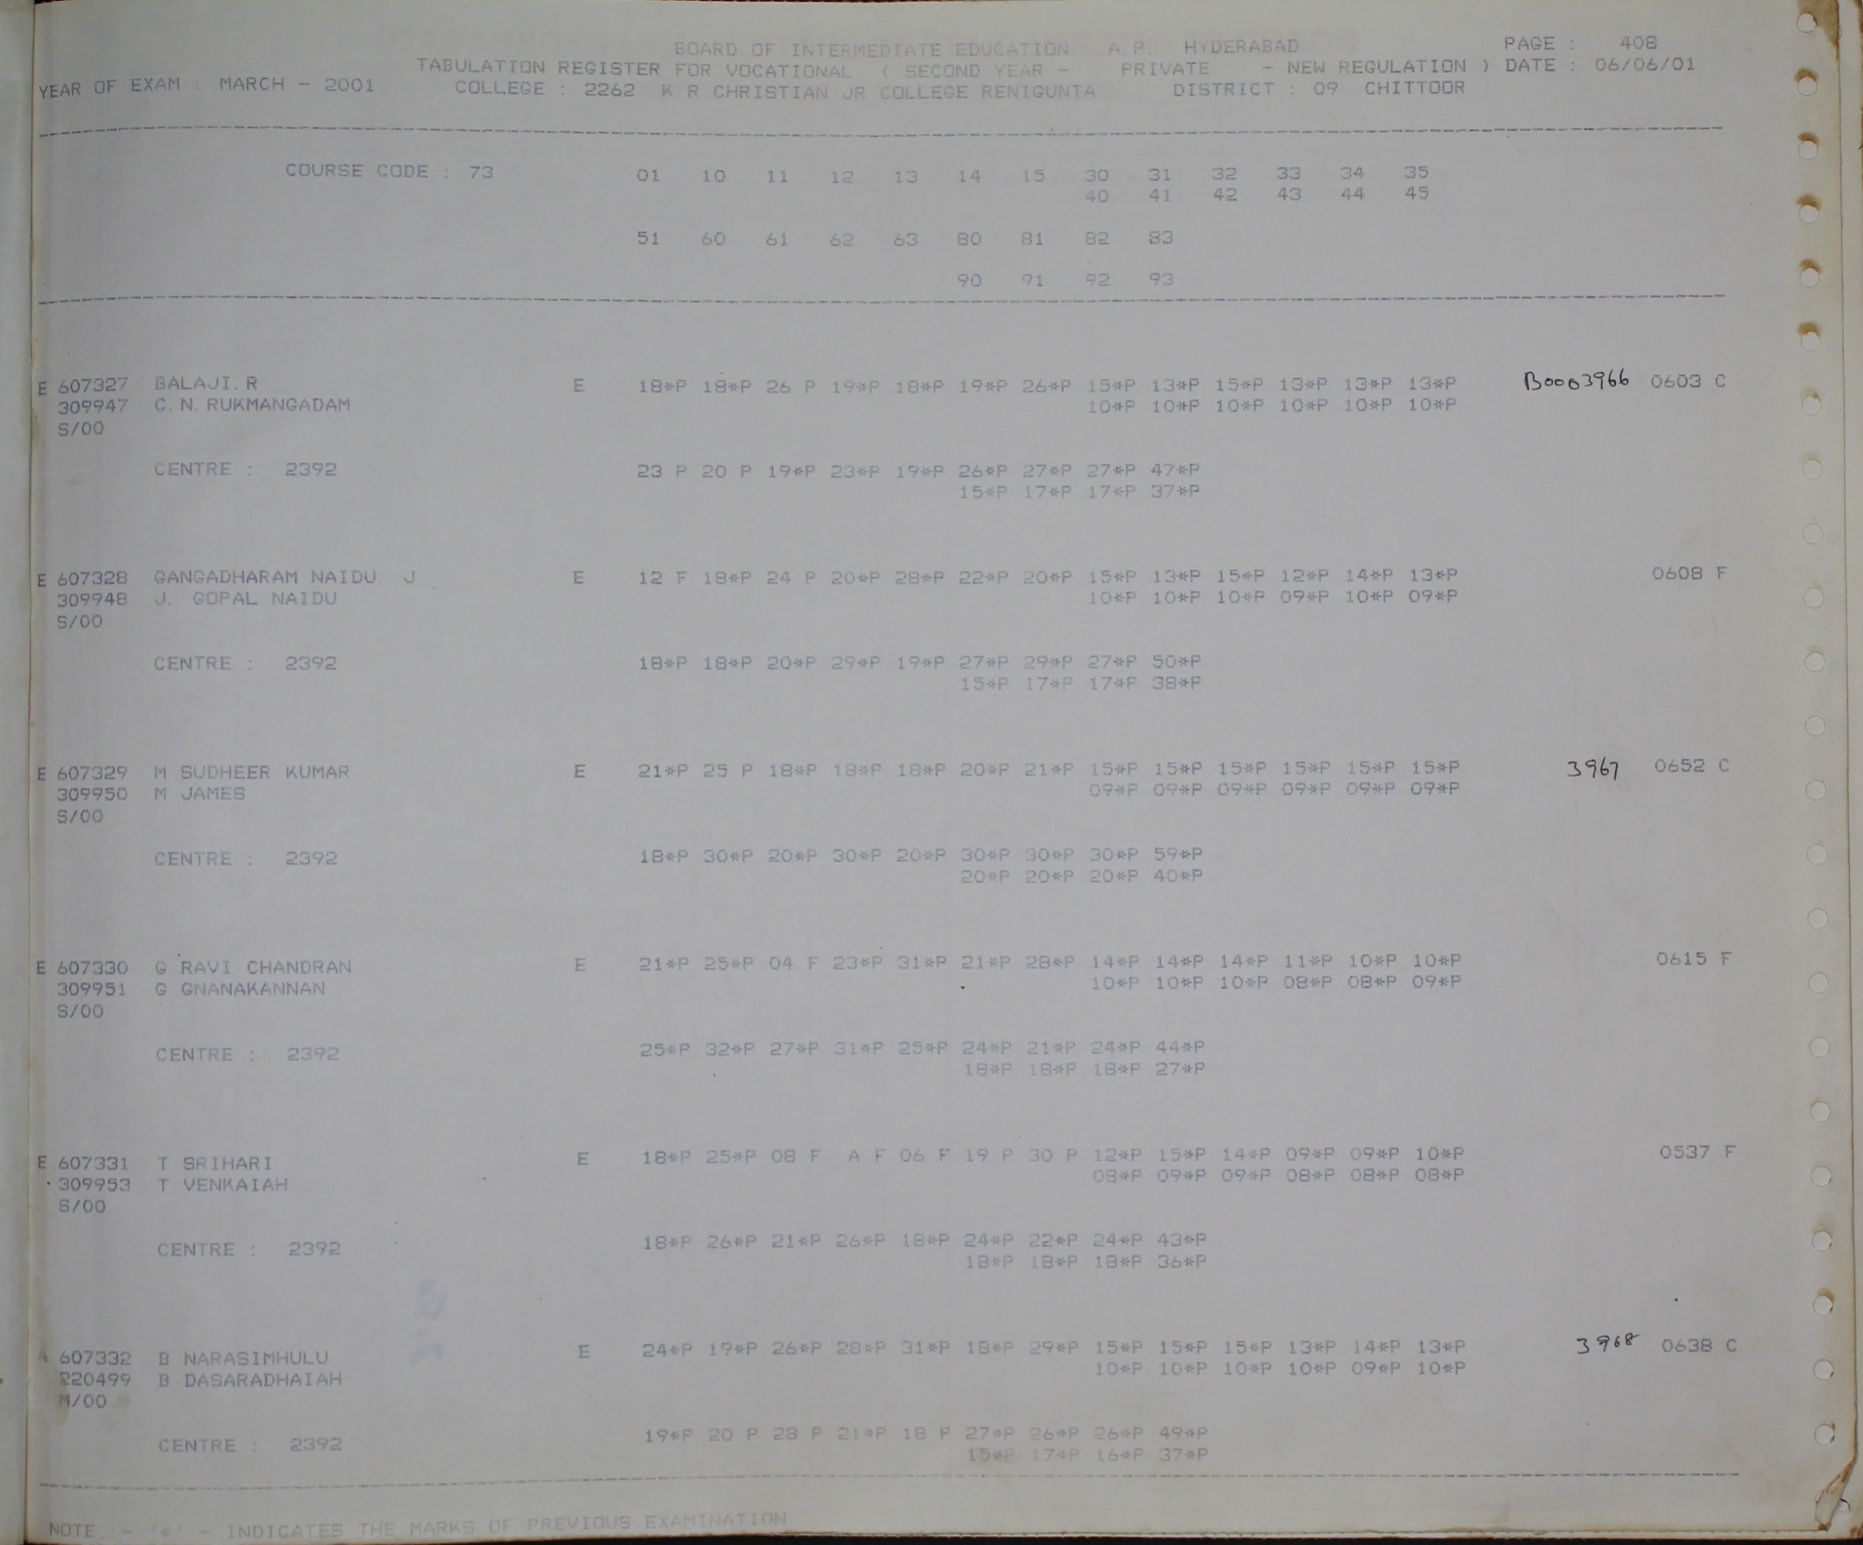 BOARD OF INTERMEDIATE EDUCATION A.P. HYDERABAD PAGE : 408
TABULATION REGISTER FOR VOCATIONAL ( SECOND YEAR - PRIVATE - NEW REGULATION ) DATE : 06/06/01
YEAR OF EXAM : MARCH - 2001 COLLEGE : 2262 K R CHRISTIAN JR COLLEGE RENIGUNTA DISTRICT : 09 CHITTOOR
COURSE CODE : 73 01 10 11 12 13 14 15 30 31 32 33 34 35
40 41 42 43 44 45
51 60 61 62 63 80 81 82 83
90 91 92 93
E 607327 BALAJI.R E 18*P 18*P 26 P 19*P 18*P 19*P 26*P 15*P 13*P 15*P 13*P 13*P 13*P B0003966 0603 C
309947 C.N.RUKMANGADAM 10*P 10*P 10*P 10*P 10*P 10*P
S/00
CENTRE : 2392 23 P 20 P 19*P 23*P 19*P 26*P 27*P 27*P 47*P
15*P 17*P 17*P 37*P
E 607328 GANGADHARAM NAIDU J E 12 F 18*P 24 P 20*P 28*P 22*P 20*P 15*P 13*P 15*P 12*P 14*P 13*P 0608 F
309948 J. GOPAL NAIDU 10*P 10*P 10*P 09*P 10*P 09*P
S/00
CENTRE : 2392 18*P 18*P 20*P 29*P 19*P 27*P 29*P 27*P 50*P
15*P 17*P 17*P 38*P
E 607329 M SUDHEER KUMAR E 21*P 25 P 18*P 18*P 18*P 20*P 21*P 15*P 15*P 15*P 15*P 15*P 15*P 3967 0652 C
309950 M JAMES 09*P 09*P 09*P 09*P 09*P 09*P
S/00
CENTRE : 2392 18*P 30*P 20*P 30*P 20*P 30*P 30*P 30*P 59*P
20*P 20*P 20*P 40*P
E 607330 G RAVI CHANDRAN E 21*P 25*P 04 F 23*P 31*P 21*P 28*P 14*P 14*P 14*P 11*P 10*P 10*P 0615 F
309951 G GNANAKANNAN 10*P 10*P 10*P 08*P 08*P 09*P
S/00
CENTRE : 2392 25*P 32*P 27*P 31*P 25*P 24*P 21*P 24*P 44*P
18*P 18*P 18*P 27*P
E 607331 T SRIHARI E 18*P 25*P 08 F A F 06 F 19 P 30 P 12*P 15*P 14*P 09*P 09*P 10*P 0537 F
309953 T VENKAIAH 08*P 09*P 09*P 08*P 08*P 08*P
S/00
CENTRE : 2392 18*P 26*P 21*P 26*P 18*P 24*P 22*P 24*P 43*P
18*P 18*P 18*P 36*P
A 607332 B NARASIMHULU E 24*P 19*P 26*P 28*P 31*P 18*P 29*P 15*P 15*P 15*P 13*P 14*P 13*P 3968 0638 C
220499 B DASARADHAIAH 10*P 10*P 10*P 10*P 09*P 10*P
M/00
CENTRE : 2392 19*P 20 P 28 P 21*P 18 P 27*P 26*P 26*P 49*P
15*P 17*P 16*P 37*P
NOTE :- '*' - INDICATES THE MARKS OF PREVIOUS EXAMINATION